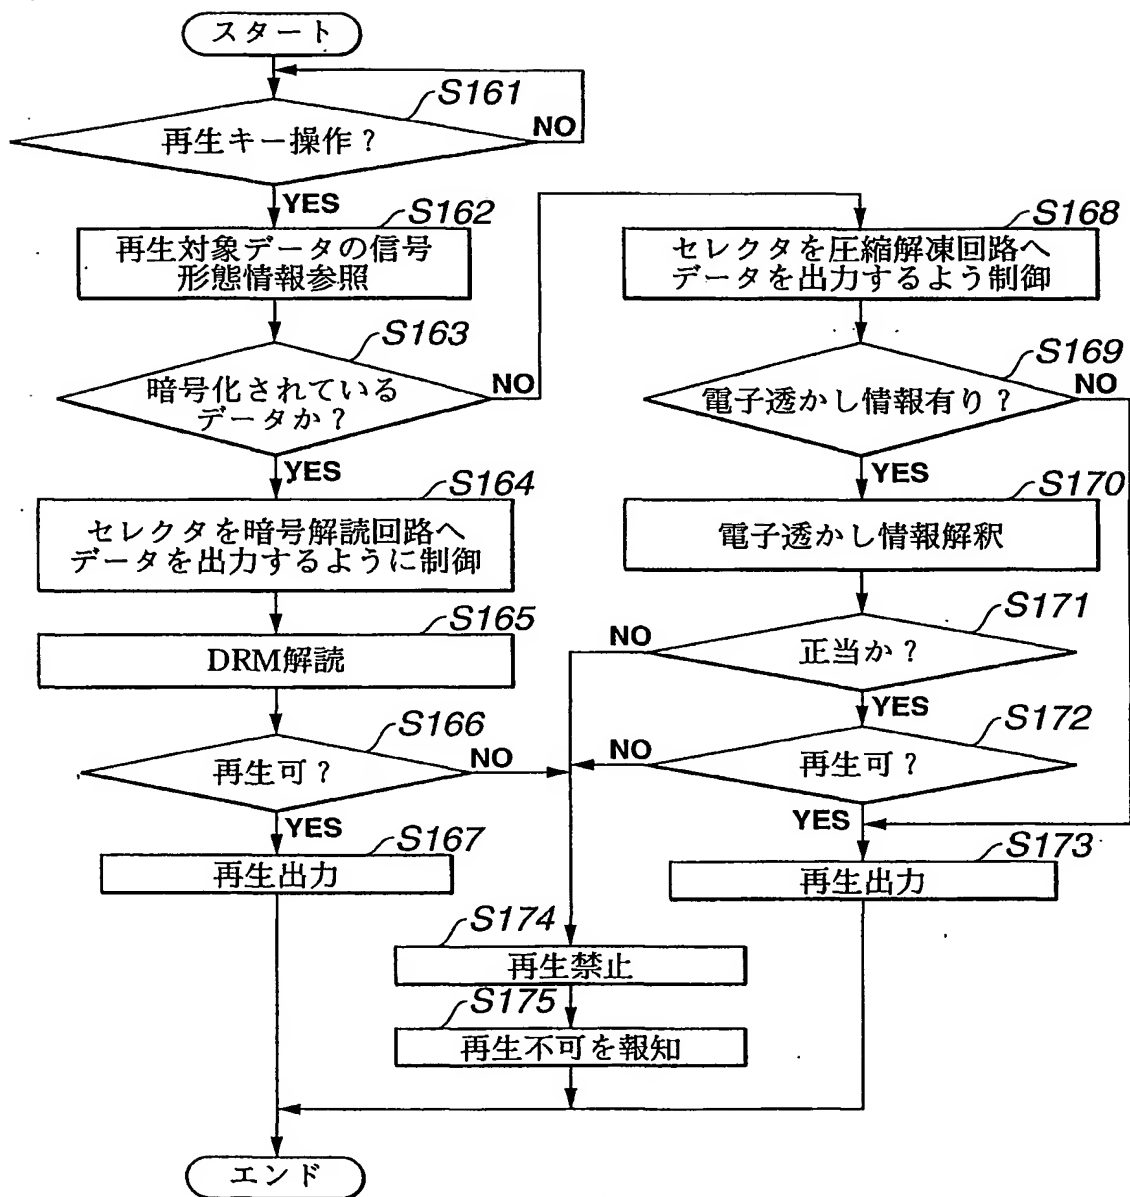 スタート
S161
再生キー操作？
NO
YES
S162
再生対象データの信号
形態情報参照
S163
暗号化されている
データか？
NO
YES
S164
セレクタを暗号解読回路へ
データを出力するように制御
S165
DRM解読
S166
再生可？
NO
YES
S167
再生出力
S168
セレクタを圧縮解凍回路へ
データを出力するよう制御
S169
電子透かし情報有り？
NO
YES
S170
電子透かし情報解釈
S171
正当か？
NO
YES
S172
再生可？
NO
YES
S173
再生出力
S174
再生禁止
S175
再生不可を報知
エンド